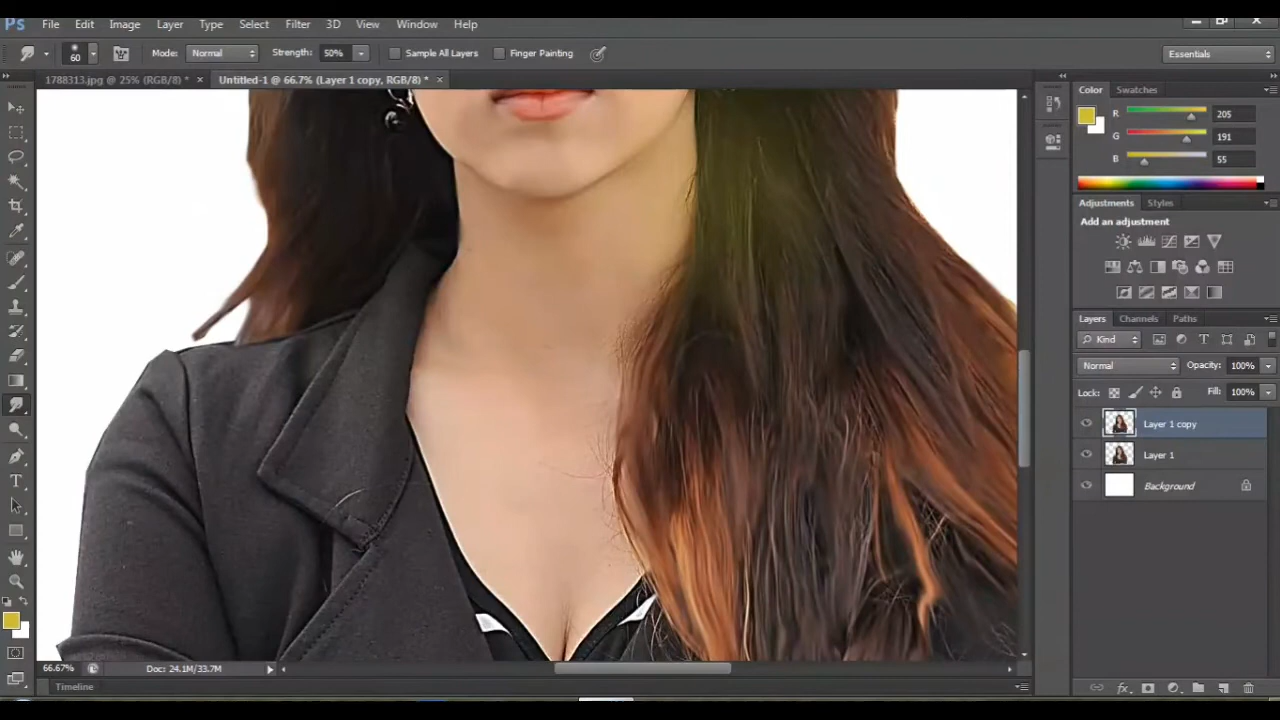 Ps File Edit Image Layer Type Select Filter 3D View Window Help
60 Mode: Normal Strength: 50% Sample All Layers Finger Painting Essentials
1788313.jpg @ 25% (RGB/8) * × Untitled-1 @ 66.7% (Layer 1 copy, RGB/8) * ×
Color Swatches
R 205
G 191
B 55
Adjustments Styles
Add an adjustment
Layers Channels Paths
Kind
Normal Opacity: 100%
Lock: Fill: 100%
Layer 1 copy
Layer 1
Background
66.67% Doc: 24.1M/33.7M
Timeline